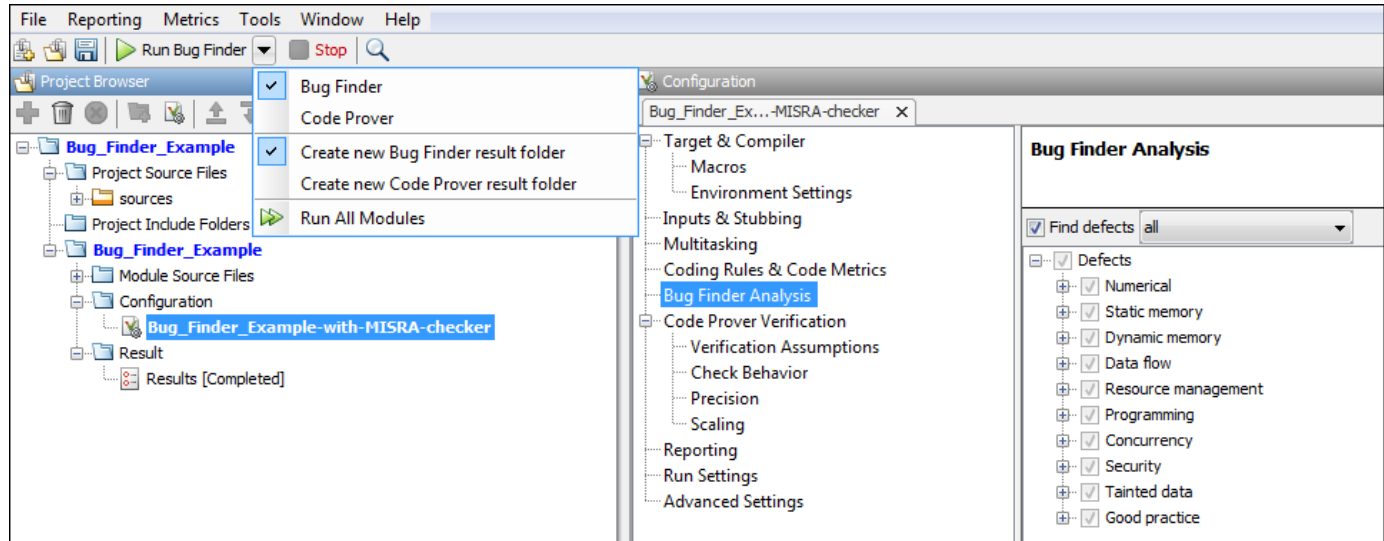 File Reporting Metrics Tools Window Help
Run Bug Finder Stop
Project Browser
Bug Finder
Code Prover
Create new Bug Finder result folder
Create new Code Prover result folder
Run All Modules
Bug_Finder_Example
Project Source Files
sources
Project Include Folders
Bug_Finder_Example
Module Source Files
Configuration
Bug_Finder_Example-with-MISRA-checker
Result
Results [Completed]
Configuration
Bug_Finder_Ex...-MISRA-checker X
Target & Compiler
Macros
Environment Settings
Inputs & Stubbing
Multitasking
Coding Rules & Code Metrics
Bug Finder Analysis
Code Prover Verification
Verification Assumptions
Check Behavior
Precision
Scaling
Reporting
Run Settings
Advanced Settings
Bug Finder Analysis
Find defects all
Defects
Numerical
Static memory
Dynamic memory
Data flow
Resource management
Programming
Concurrency
Security
Tainted data
Good practice